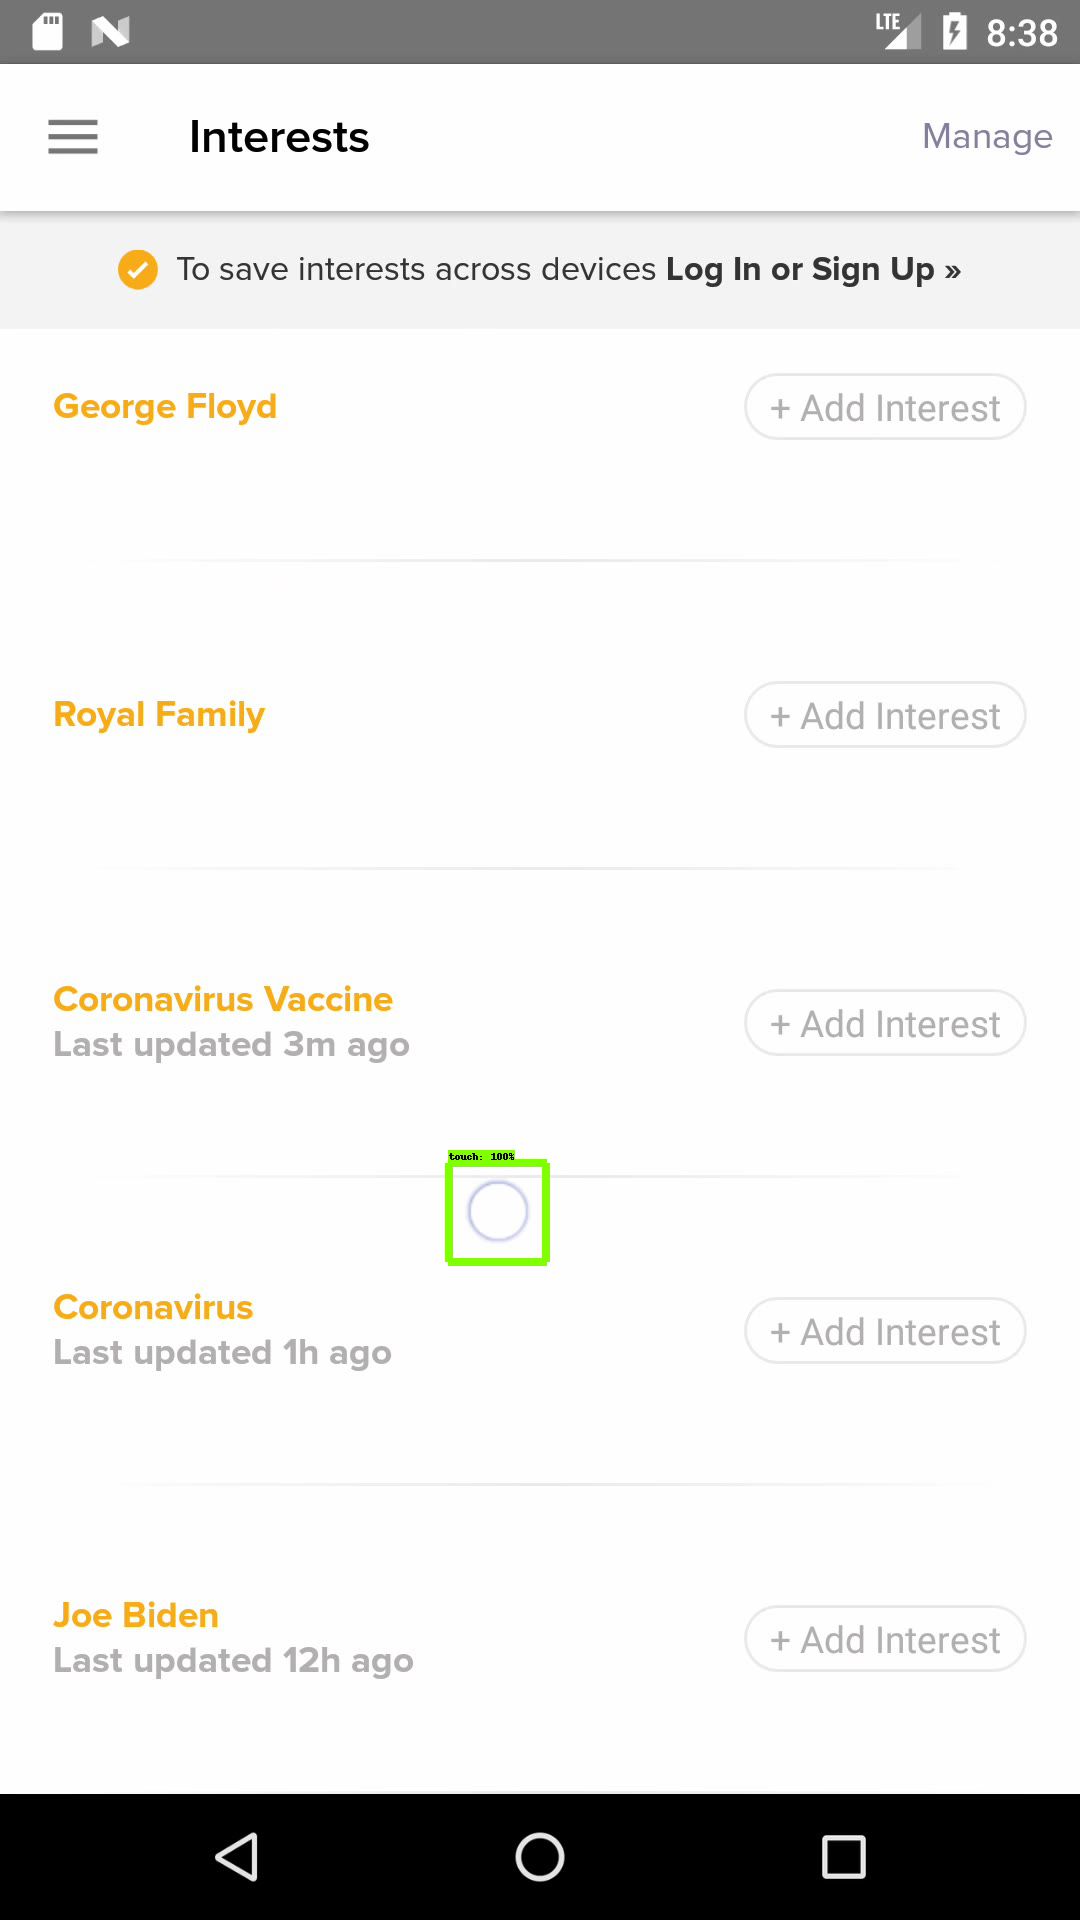 LTE 8:38
Interests Manage
To save interests across devices Log In or Sign Up »
George Floyd + Add Interest
Royal Family + Add Interest
Coronavirus Vaccine
Last updated 3m ago
+ Add Interest
touch: 100%
Coronavirus
Last updated 1h ago
+ Add Interest
Joe Biden
Last updated 12h ago
+ Add Interest